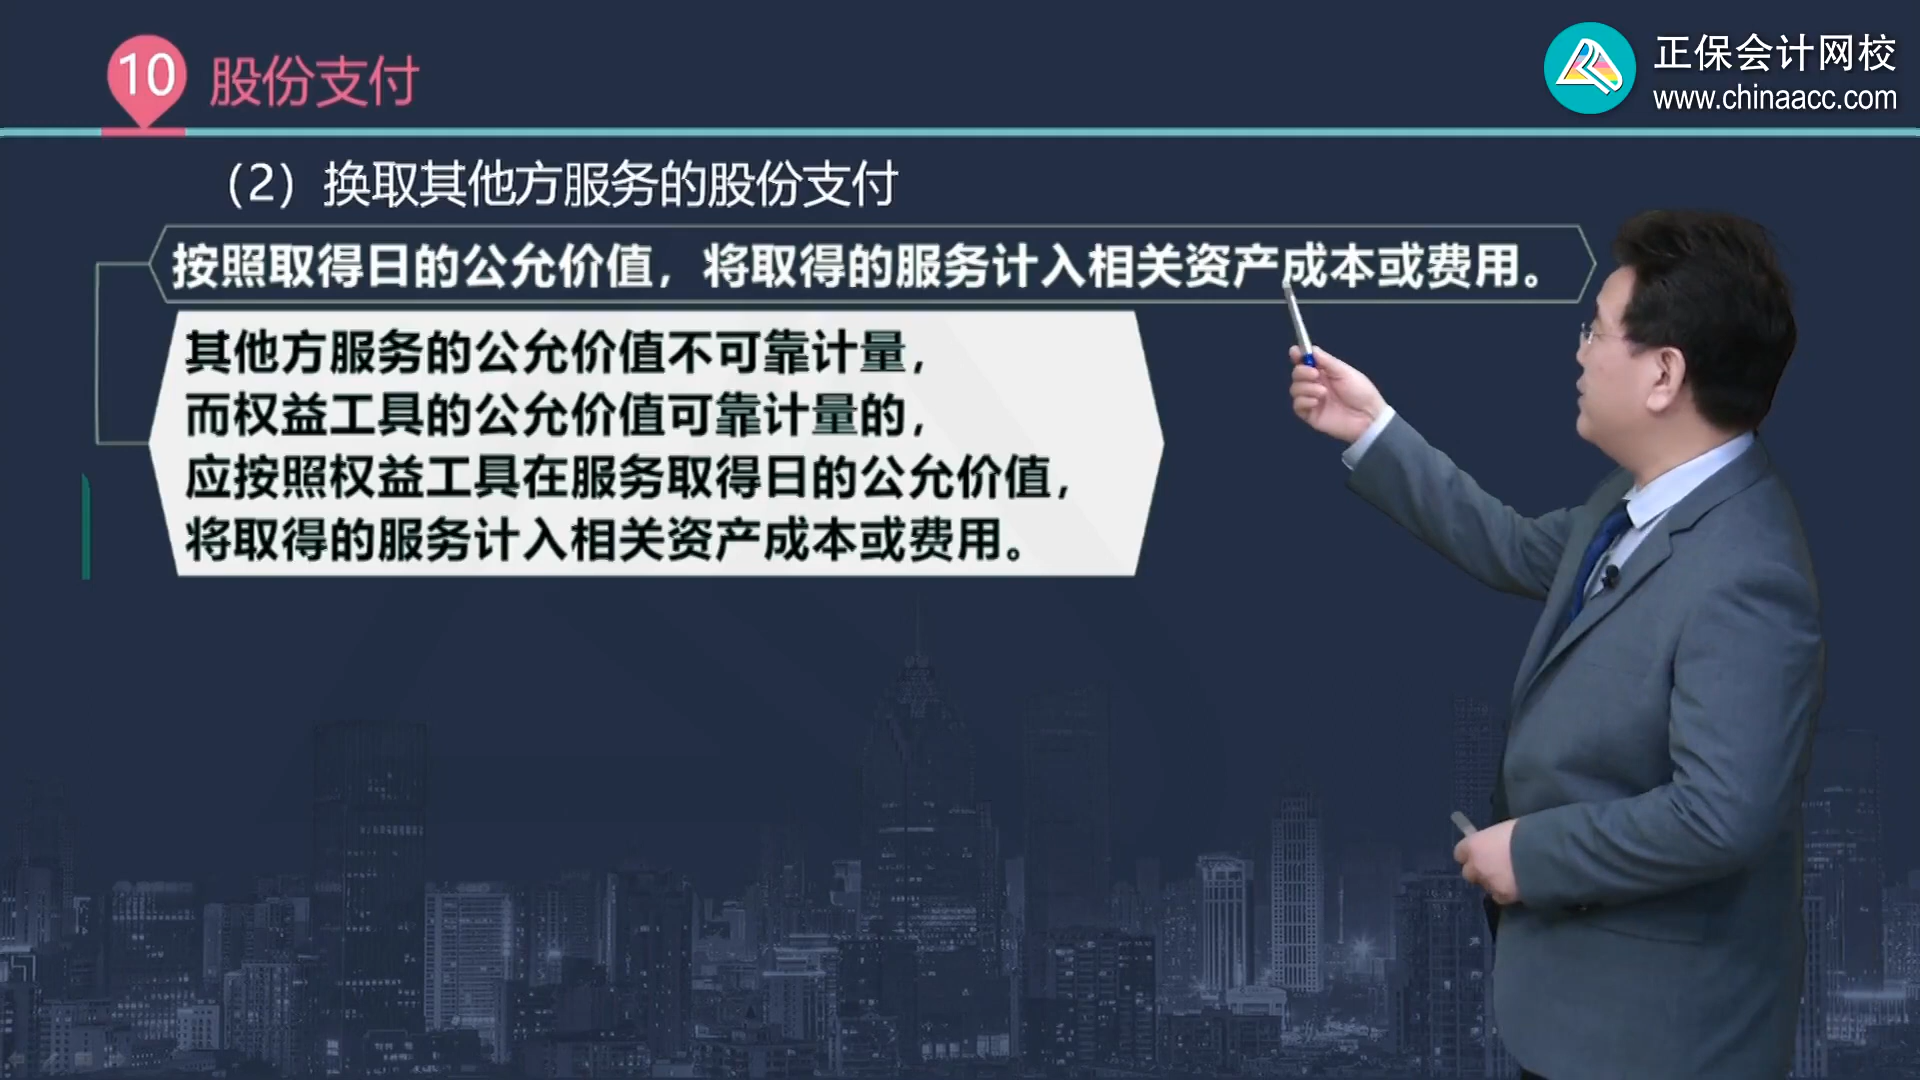 10 股份支付
正保会计网校
www.chinaacc.com
（2）换取其他方服务的股份支付
按照取得日的公允价值，将取得的服务计入相关资产成本或费用。
其他方服务的公允价值不可靠计量，
而权益工具的公允价值可靠计量的，
应按照权益工具在服务取得日的公允价值，
将取得的服务计入相关资产成本或费用。